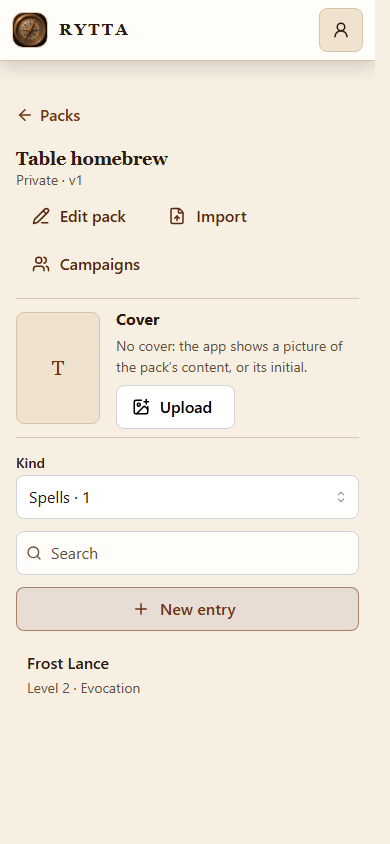 RYTTA
Packs
Table homebrew
Private · v1
Edit pack
Import
Campaigns
T
Cover
No cover: the app shows a picture of
the pack’s content, or its initial.
Upload
Kind
Spells · 1
Search
New entry
Frost Lance
Level 2 · Evocation